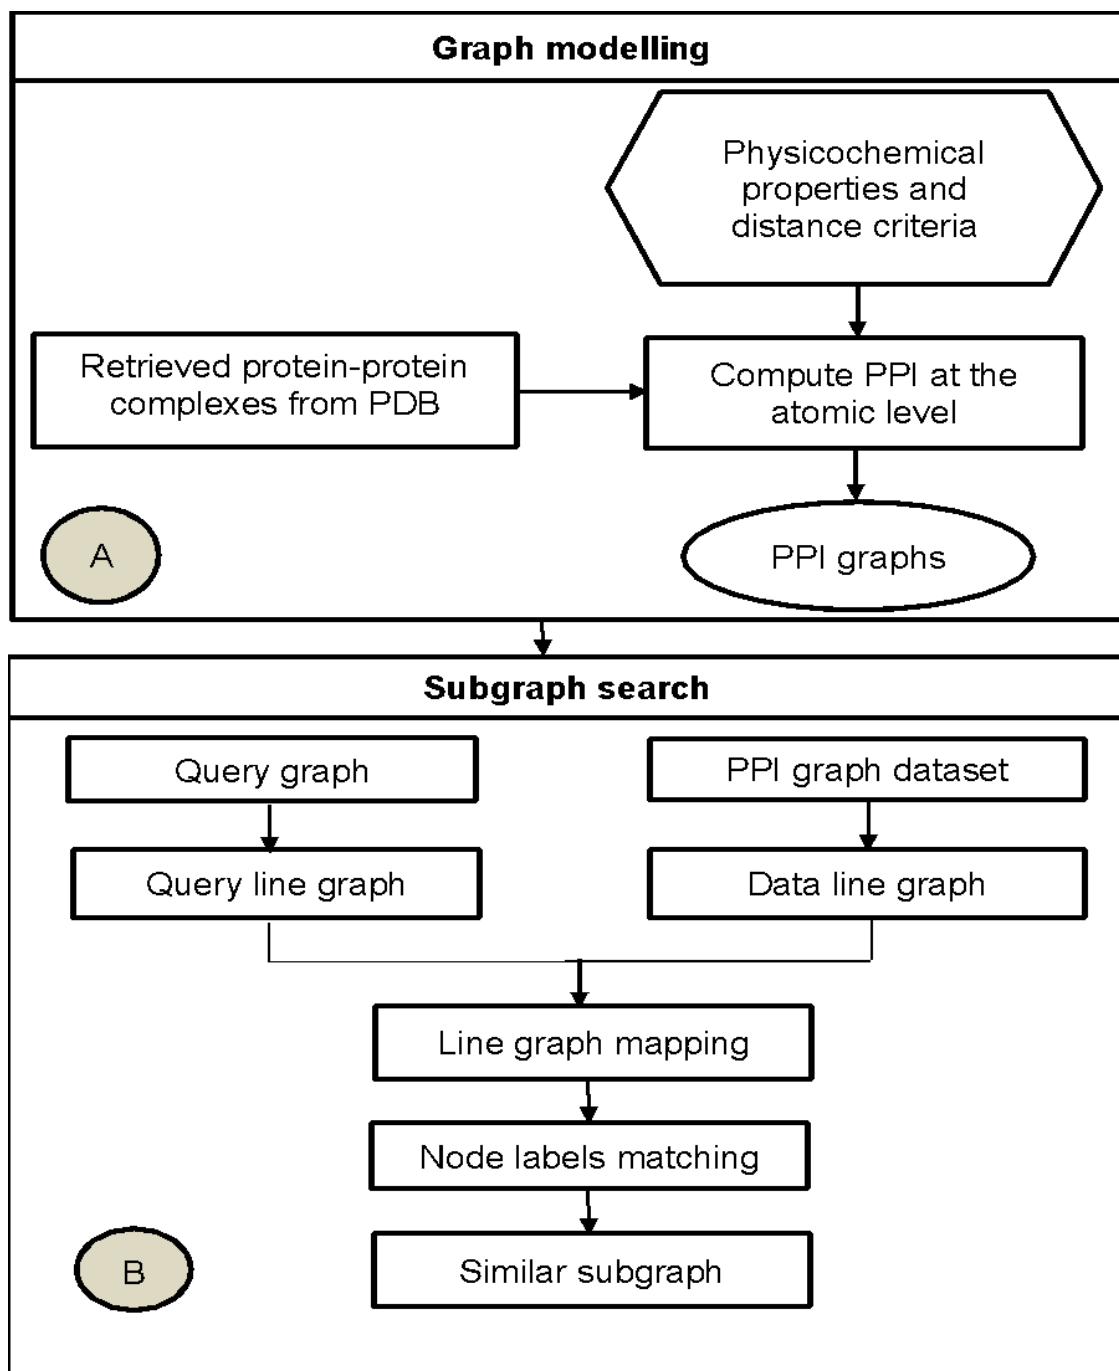 Graph modelling
Physicochemical
properties and
distance criteria
Retrieved protein-protein
complexes from PDB
Compute PPI at the
atomic level
A
PPI graphs
Subgraph search
Query graph
PPI graph dataset
Query line graph
Data line graph
Line graph mapping
Node labels matching
B
Similar subgraph